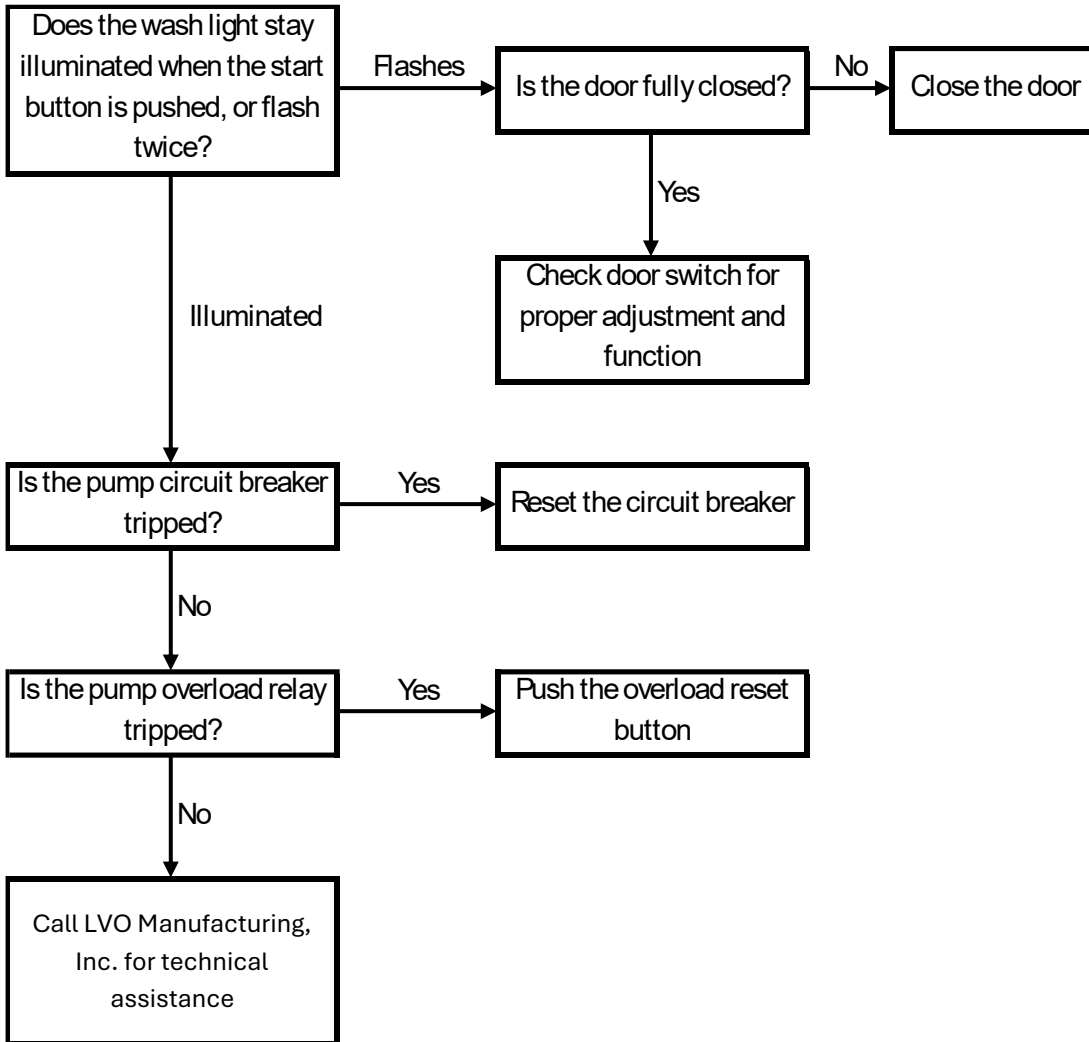 Does the wash light stay
illuminated when the start
button is pushed, or flash
twice?
Flashes
Is the door fully closed?
No
Close the door
Yes
Check door switch for
proper adjustment and
function
Illuminated
Is the pump circuit breaker
tripped?
Yes
Reset the circuit breaker
No
Is the pump overload relay
tripped?
Yes
Push the overload reset
button
No
Call LVO Manufacturing,
Inc. for technical
assistance